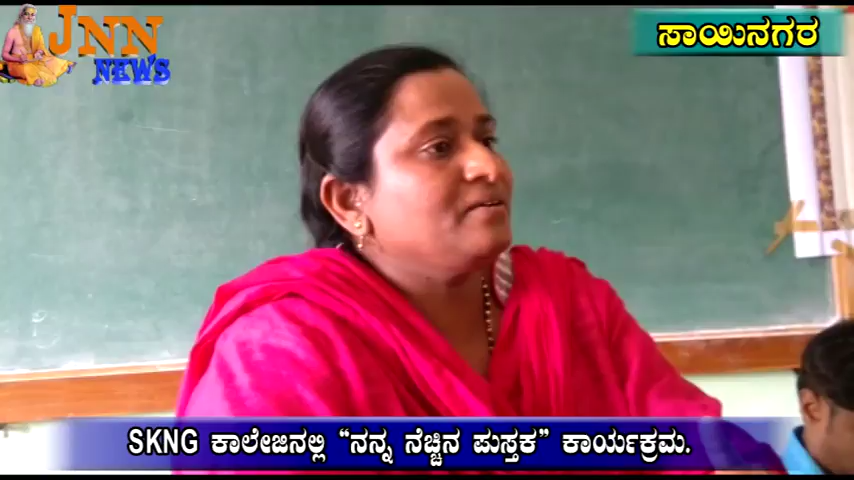 JNN
NEWS
ಸಾಯಿನಗರ
SKNG ಕಾಲೇಜಿನಲ್ಲಿ “ನನ್ನ ನೆಚ್ಚಿನ ಪುಸ್ತಕ” ಕಾರ್ಯಕ್ರಮ.